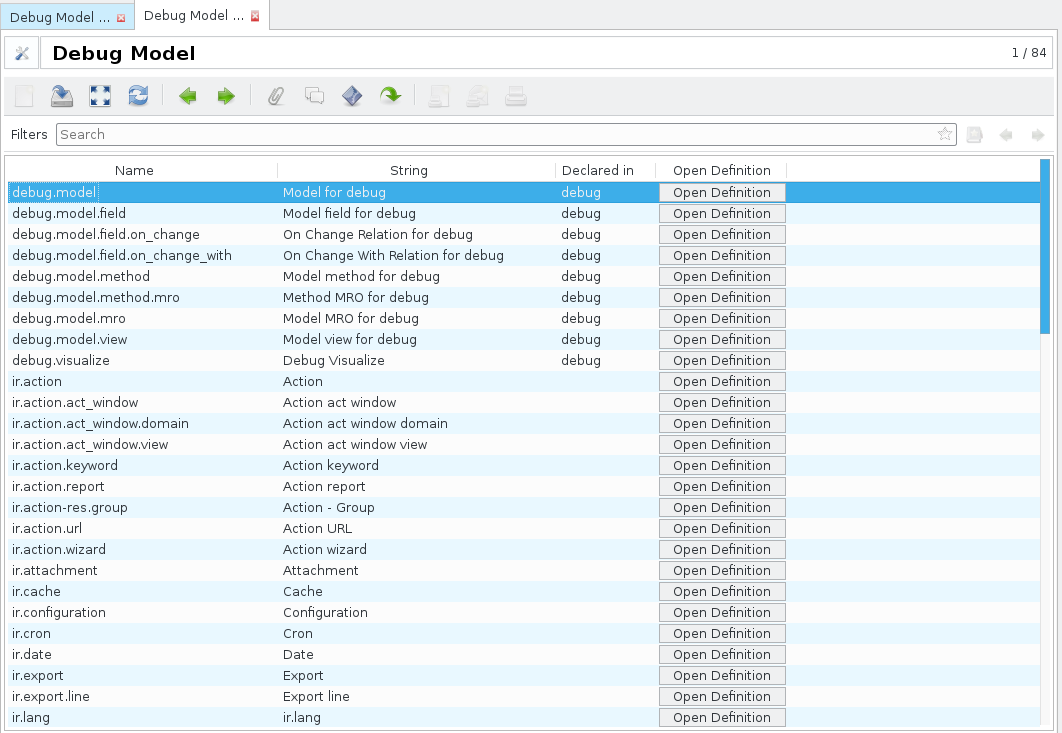 Debug Model ... Debug Model ...
Debug Model 1 / 84
Filters Search
Name String Declared in Open Definition
debug.model Model for debug debug Open Definition
debug.model.field Model field for debug debug Open Definition
debug.model.field.on_change On Change Relation for debug debug Open Definition
debug.model.field.on_change_with On Change With Relation for debug debug Open Definition
debug.model.method Model method for debug debug Open Definition
debug.model.method.mro Method MRO for debug debug Open Definition
debug.model.mro Model MRO for debug debug Open Definition
debug.model.view Model view for debug debug Open Definition
debug.visualize Debug Visualize debug Open Definition
ir.action Action Open Definition
ir.action.act_window Action act window Open Definition
ir.action.act_window.domain Action act window domain Open Definition
ir.action.act_window.view Action act window view Open Definition
ir.action.keyword Action keyword Open Definition
ir.action.report Action report Open Definition
ir.action-res.group Action - Group Open Definition
ir.action.url Action URL Open Definition
ir.action.wizard Action wizard Open Definition
ir.attachment Attachment Open Definition
ir.cache Cache Open Definition
ir.configuration Configuration Open Definition
ir.cron Cron Open Definition
ir.date Date Open Definition
ir.export Export Open Definition
ir.export.line Export line Open Definition
ir.lang ir.lang Open Definition